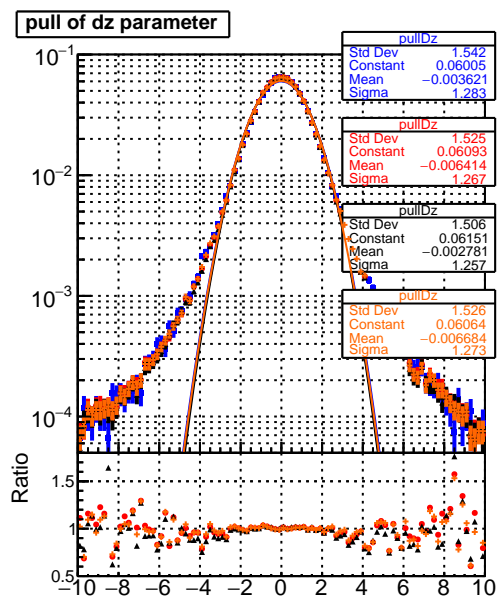 pull of dz parameter
pullDz
Std Dev 1.542
Constant 0.06005
Mean −0.003621
Sigma 1.283
pullDz
Std Dev 1.525
Constant 0.06093
Mean −0.006414
Sigma 1.267
pullDz
Std Dev 1.506
Constant 0.06151
Mean −0.002781
Sigma 1.257
pullDz
Std Dev 1.526
Constant 0.06064
Mean −0.006684
Sigma 1.273
10−1
10−2
10−3
10−4
Ratio
1.5
1
0.5
−10 −8 −6 −4 −2 0 2 4 6 8 10